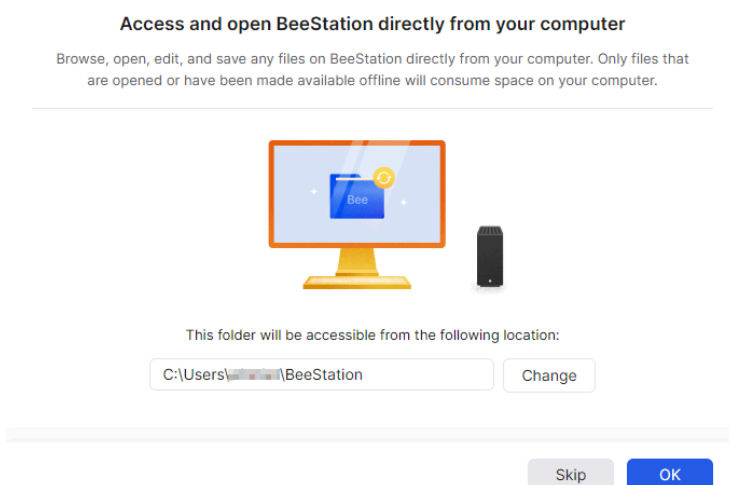 Access and open BeeStation directly from your computer
Browse, open, edit, and save any files on BeeStation directly from your computer. Only files that
are opened or have been made available offline will consume space on your computer.
Bee
This folder will be accessible from the following location:
C:\Users\ \BeeStation
Change
Skip
OK